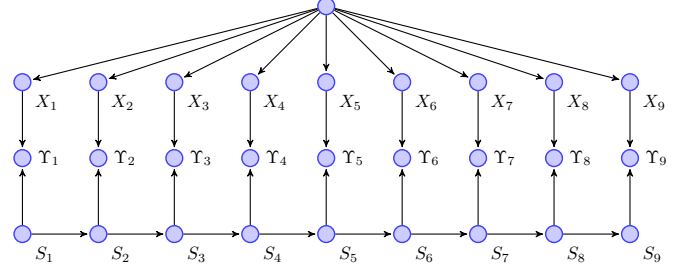 X₁ X₂ X₃ X₄ X₅ X₆ X₇ X₈ X₉
Υ₁ Υ₂ Υ₃ Υ₄ Υ₅ Υ₆ Υ₇ Υ₈ Υ₉
S₁ S₂ S₃ S₄ S₅ S₆ S₇ S₈ S₉